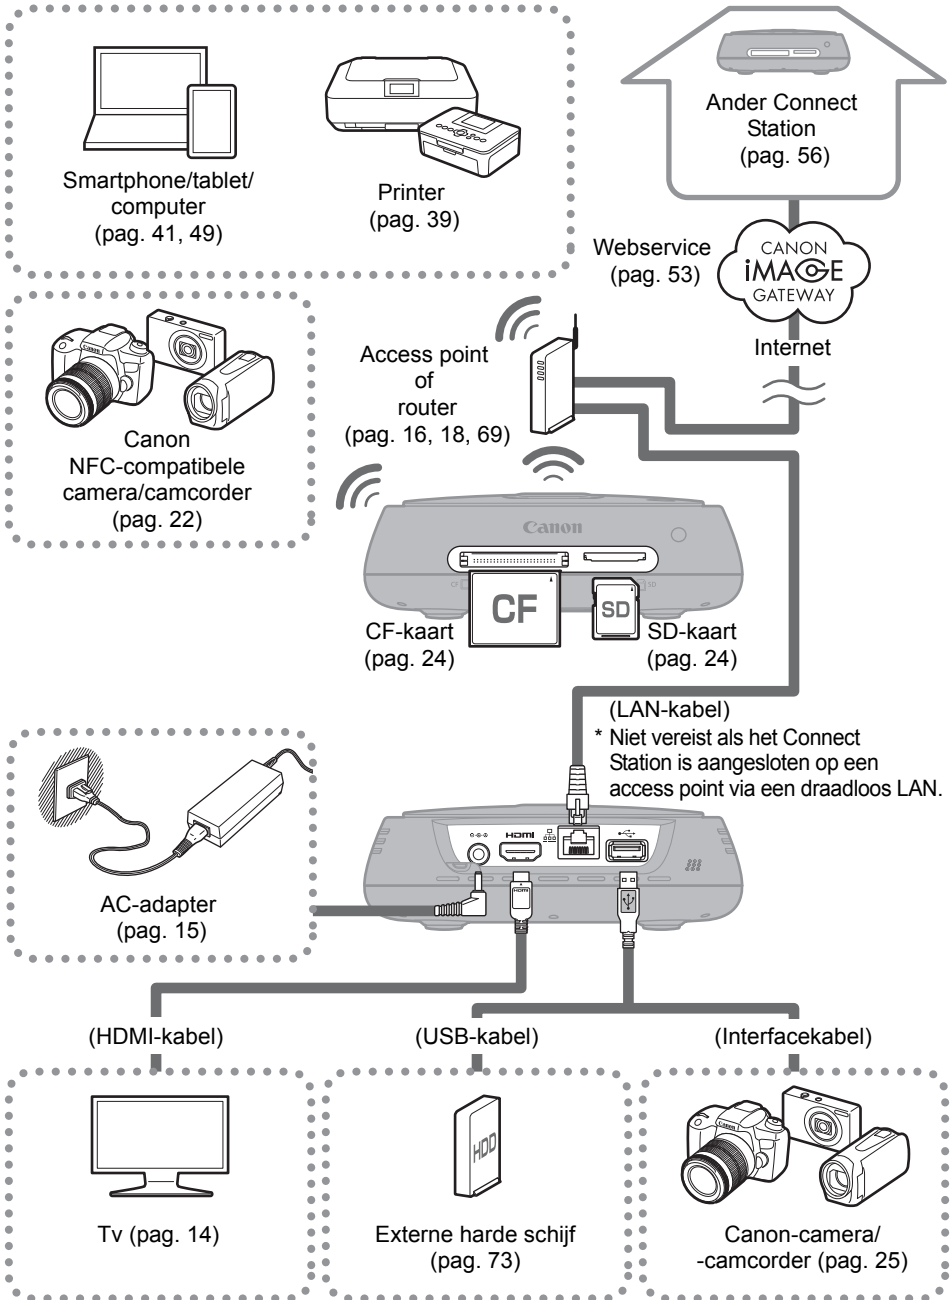 Ander Connect
Station
(pag. 56)
Smartphone/tablet/
computer
(pag. 41, 49)
Printer
(pag. 39)
Webservice
(pag. 53)
CANON
iMAGE
GATEWAY
Internet
Access point
of
router
(pag. 16, 18, 69)
Canon
NFC-compatibele
camera/camcorder
(pag. 22)
Canon
CF
SD
CF
SD
CF-kaart
(pag. 24)
SD-kaart
(pag. 24)
(LAN-kabel)
* Niet vereist als het Connect
Station is aangesloten op een
access point via een draadloos LAN.
HDMI
HDMI
AC-adapter
(pag. 15)
(HDMI-kabel)
(USB-kabel)
(Interfacekabel)
HDD
Canon
Tv (pag. 14)
Externe harde schijf
(pag. 73)
Canon-camera/
-camcorder (pag. 25)